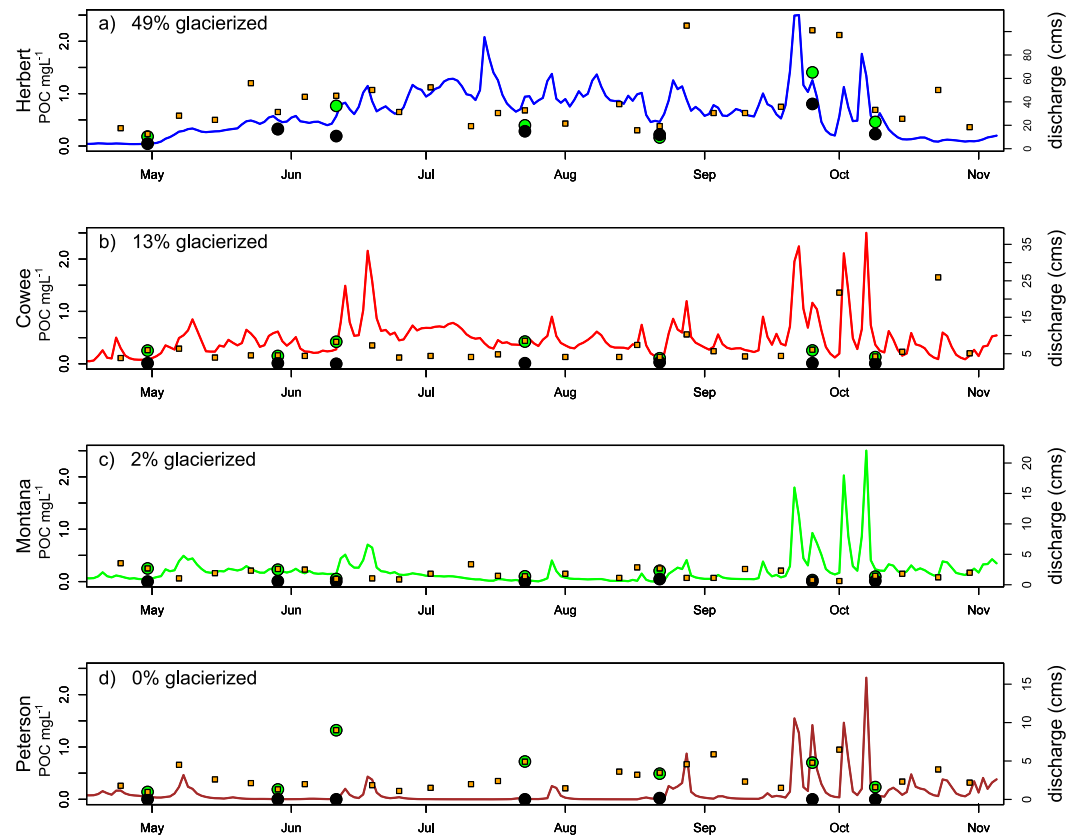 a) 49% glacierized
Herbert
POC mgL-1
0.0 1.0 2.0
0 20 40 60 80
discharge (cms)
May Jun Jul Aug Sep Oct Nov
b) 13% glacierized
Cowee
POC mgL-1
0.0 1.0 2.0
5 15 25 35
discharge (cms)
May Jun Jul Aug Sep Oct Nov
c) 2% glacierized
Montana
POC mgL-1
0.0 1.0 2.0
0 5 10 15 20
discharge (cms)
May Jun Jul Aug Sep Oct Nov
d) 0% glacierized
Peterson
POC mgL-1
0.0 1.0 2.0
0 5 10 15
discharge (cms)
May Jun Jul Aug Sep Oct Nov